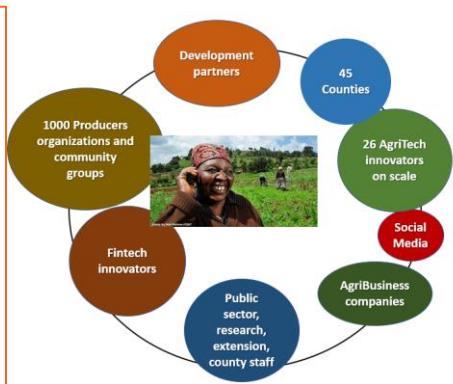 Development
partners
45
Counties
1000 Producers
organizations and
community
groups
26 AgriTech
innovators
on scale
Social
Media
Fintech
innovators
AgriBusiness
companies
Public
sector,
research,
extension,
county staff